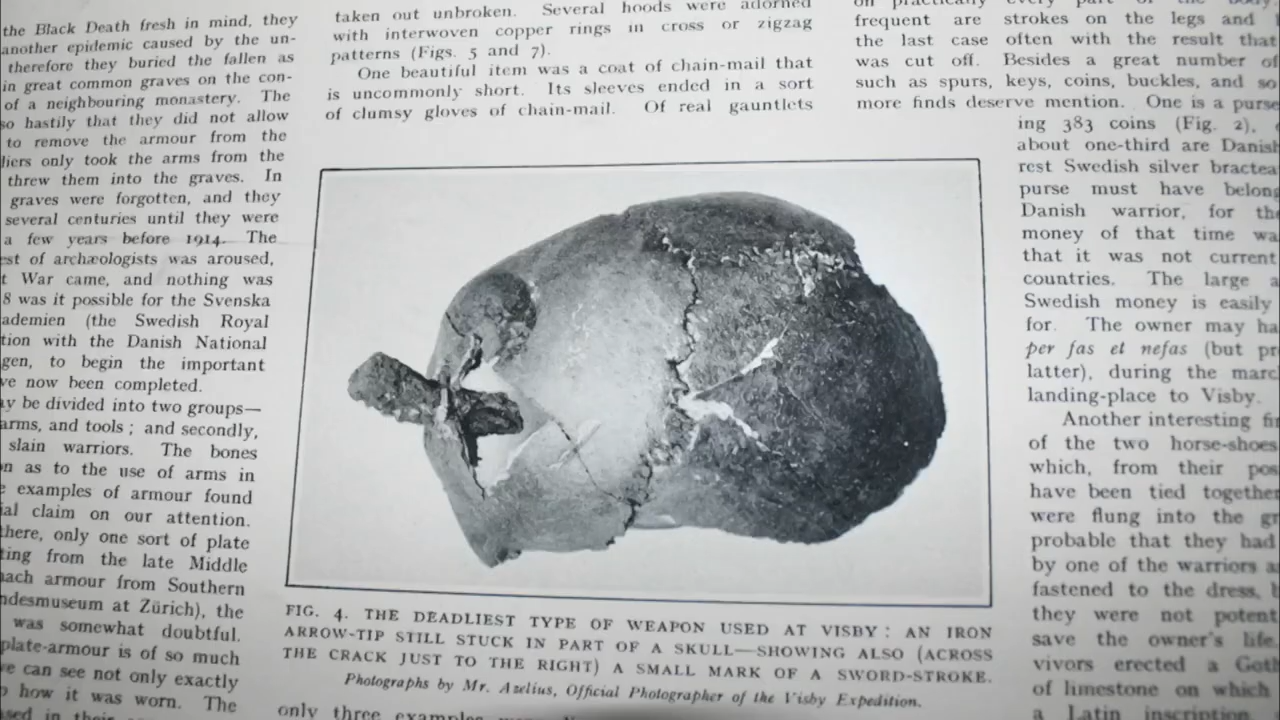 the Black Death fresh in mind, they
another epidemic caused by the un-
therefore they buried the fallen as
in great common graves on the con-
of a neighbouring monastery. The
so hastily that they did not allow
to remove the armour from the
liers only took the arms from the
threw them into the graves. In
graves were forgotten, and they
several centuries until they were
a few years before 1914. The
est of archæologists was aroused,
t War came, and nothing was
8 was it possible for the Svenska
ademien (the Swedish Royal
tion with the Danish National
gen, to begin the important
ve now been completed.
ay be divided into two groups—
arms, and tools; and secondly,
slain warriors. The bones
n as to the use of arms in
e examples of armour found
ial claim on our attention.
there, only one sort of plate
ting from the late Middle
nach armour from Southern
ndesmuseum at Zürich), the
was somewhat doubtful.
plate-armour is of so much
we can see not only exactly
how it was worn. The
taken out unbroken. Several hoods were adorned
with interwoven copper rings in cross or zigzag
patterns (Figs. 5 and 7).
One beautiful item was a coat of chain-mail that
is uncommonly short. Its sleeves ended in a sort
of clumsy gloves of chain-mail. Of real gauntlets
FIG. 4. THE DEADLIEST TYPE OF WEAPON USED AT VISBY: AN IRON
ARROW-TIP STILL STUCK IN PART OF A SKULL—SHOWING ALSO (ACROSS
THE CRACK JUST TO THE RIGHT) A SMALL MARK OF A SWORD-STROKE.
Photographs by Mr. Azelius, Official Photographer of the Visby Expedition.
only three examples
on practically every part of the body.
frequent are strokes on the legs and
the last case often with the result that
was cut off. Besides a great number of
such as spurs, keys, coins, buckles, and so
more finds deserve mention. One is a purse
ing 383 coins (Fig. 2),
about one-third are Danish
rest Swedish silver bractea
purse must have belong
Danish warrior, for the
money of that time wa
that it was not current
countries. The large a
Swedish money is easily
for. The owner may ha
per fas et nefas (but pr
latter), during the marc
landing-place to Visby.
Another interesting fi
of the two horse-shoes
which, from their pos
have been tied together
were flung into the gr
probable that they had
by one of the warriors a
fastened to the dress, b
they were not potent
save the owner's life.
vivors erected a Goth
of limestone on which
a Latin inscription